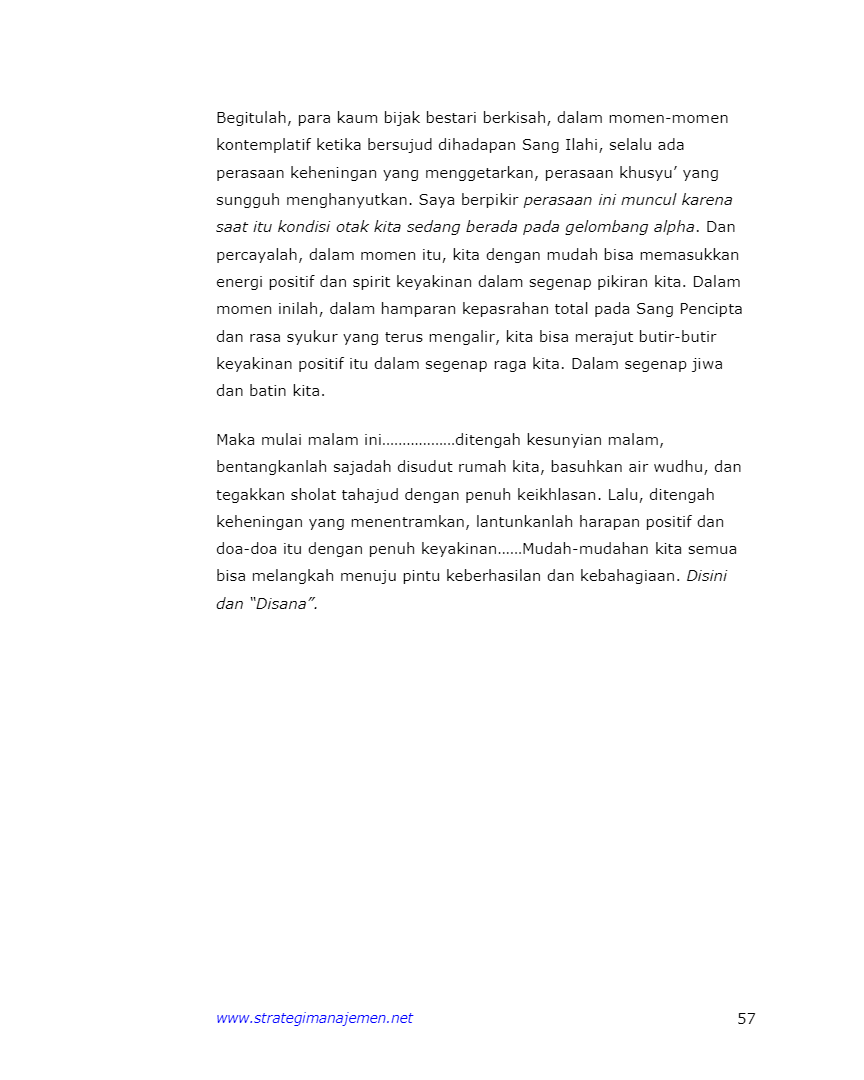 Begitulah, para kaum bijak bestari berkisah, dalam momen-momen
kontemplatif ketika bersujud dihadapan Sang Ilahi, selalu ada
perasaan keheningan yang menggetarkan, perasaan khusyu’ yang
sungguh menghanyutkan. Saya berpikir perasaan ini muncul karena
saat itu kondisi otak kita sedang berada pada gelombang alpha. Dan
percayalah, dalam momen itu, kita dengan mudah bisa memasukkan
energi positif dan spirit keyakinan dalam segenap pikiran kita. Dalam
momen inilah, dalam hamparan kepasrahan total pada Sang Pencipta
dan rasa syukur yang terus mengalir, kita bisa merajut butir-butir
keyakinan positif itu dalam segenap raga kita. Dalam segenap jiwa
dan batin kita.
Maka mulai malam ini………………ditengah kesunyian malam,
bentangkanlah sajadah disudut rumah kita, basuhkan air wudhu, dan
tegakkan sholat tahajud dengan penuh keikhlasan. Lalu, ditengah
keheningan yang menentramkan, lantunkanlah harapan positif dan
doa-doa itu dengan penuh keyakinan……Mudah-mudahan kita semua
bisa melangkah menuju pintu keberhasilan dan kebahagiaan. Disini
dan “Disana”.
www.strategimanajemen.net 57